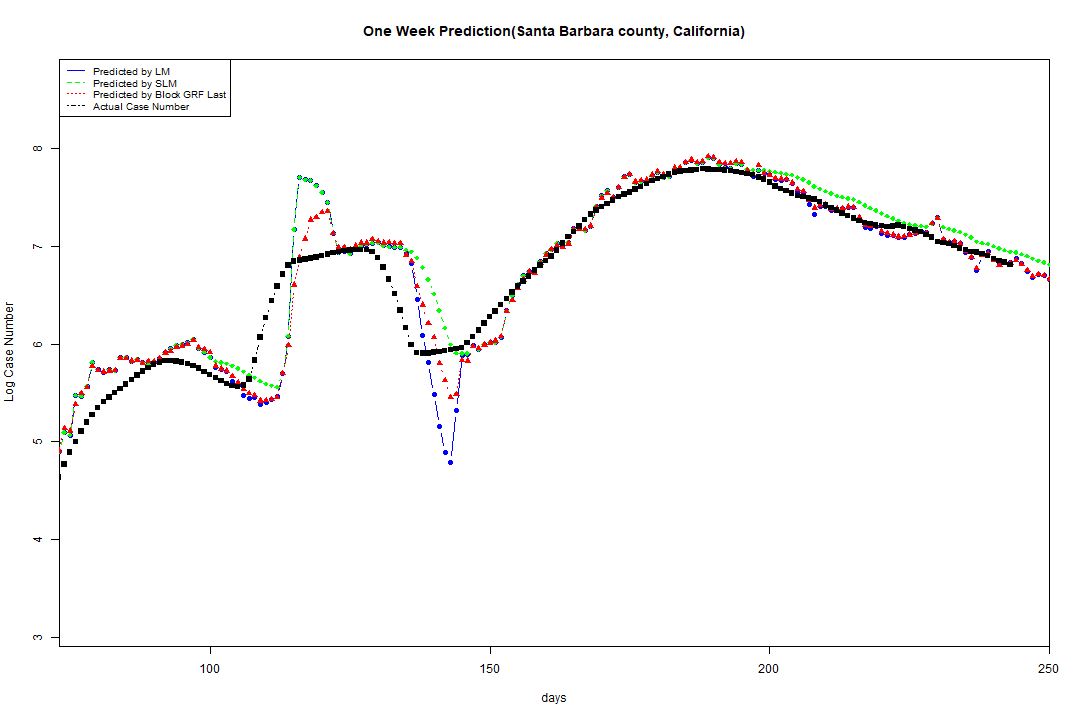 One Week Prediction(Santa Barbara county, California)
Predicted by LM
Predicted by SLM
Predicted by Block GRF Last
Actual Case Number
Log Case Number
8
7
6
5
4
3
100 150 200 250
days